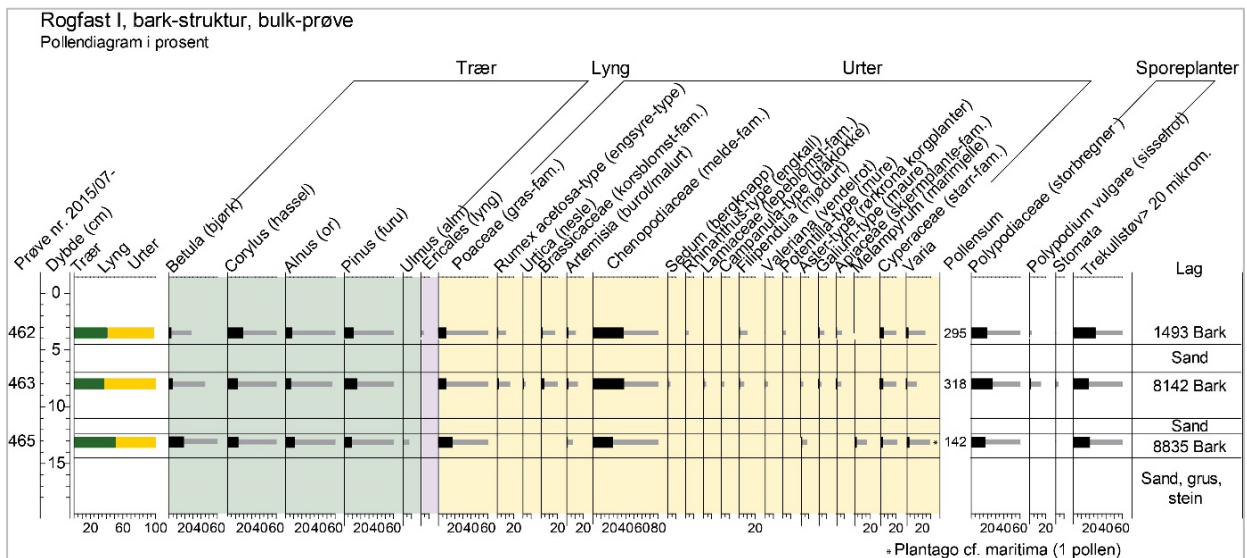 Rogfast I, bark-struktur, bulk-prøve
Pollendiagram i prosent
Trær Lyng Urter Sporeplanter
Prøve nr. 2015/07-
Dybde (cm)
Trær
Lyng
Urter
Betula (bjørk)
Corylus (hassel)
Alnus (or)
Pinus (furu)
Ulmus (alm)
Ericales (lyng)
Poaceae (gras-fam.)
Rumex acetosa-type (engsyre-type)
Urtica (nesle)
Brassicaceae (korsblomst-fam.)
Artemisia (burot/malurt)
Chenopodiaceae (melde-fam.)
Sedum (bergknapp)
Rhinanthus-type (engkall)
Lamiaceae (lepeblomst-fam.)
Campanula-type (blåklokke)
Filipendula (mjødurt)
Valeriana (vendelrot)
Potentilla-type (mure)
Aster-type (rørkrona korgplanter)
Galium-type (maure)
Apiaceae (skjermplante-fam.)
Melampyrum (marimjelle)
Cyperaceae (starr-fam.)
Varia
Pollensum
Polypodiaceae (storbregner)
Polypodium vulgare (sisselrot)
Stomata
Trekullstøv> 20 mikrom.
Lag
0
462 295 1493 Bark
5 Sand
463 318 8142 Bark
10
Sand
465 * 142 8835 Bark
15
Sand, grus,
stein
20 60 100 204060 204060 204060 204060 204060 20 20 20 20406080 20 20 20 204060 20 204060
* Plantago cf. maritima (1 pollen)